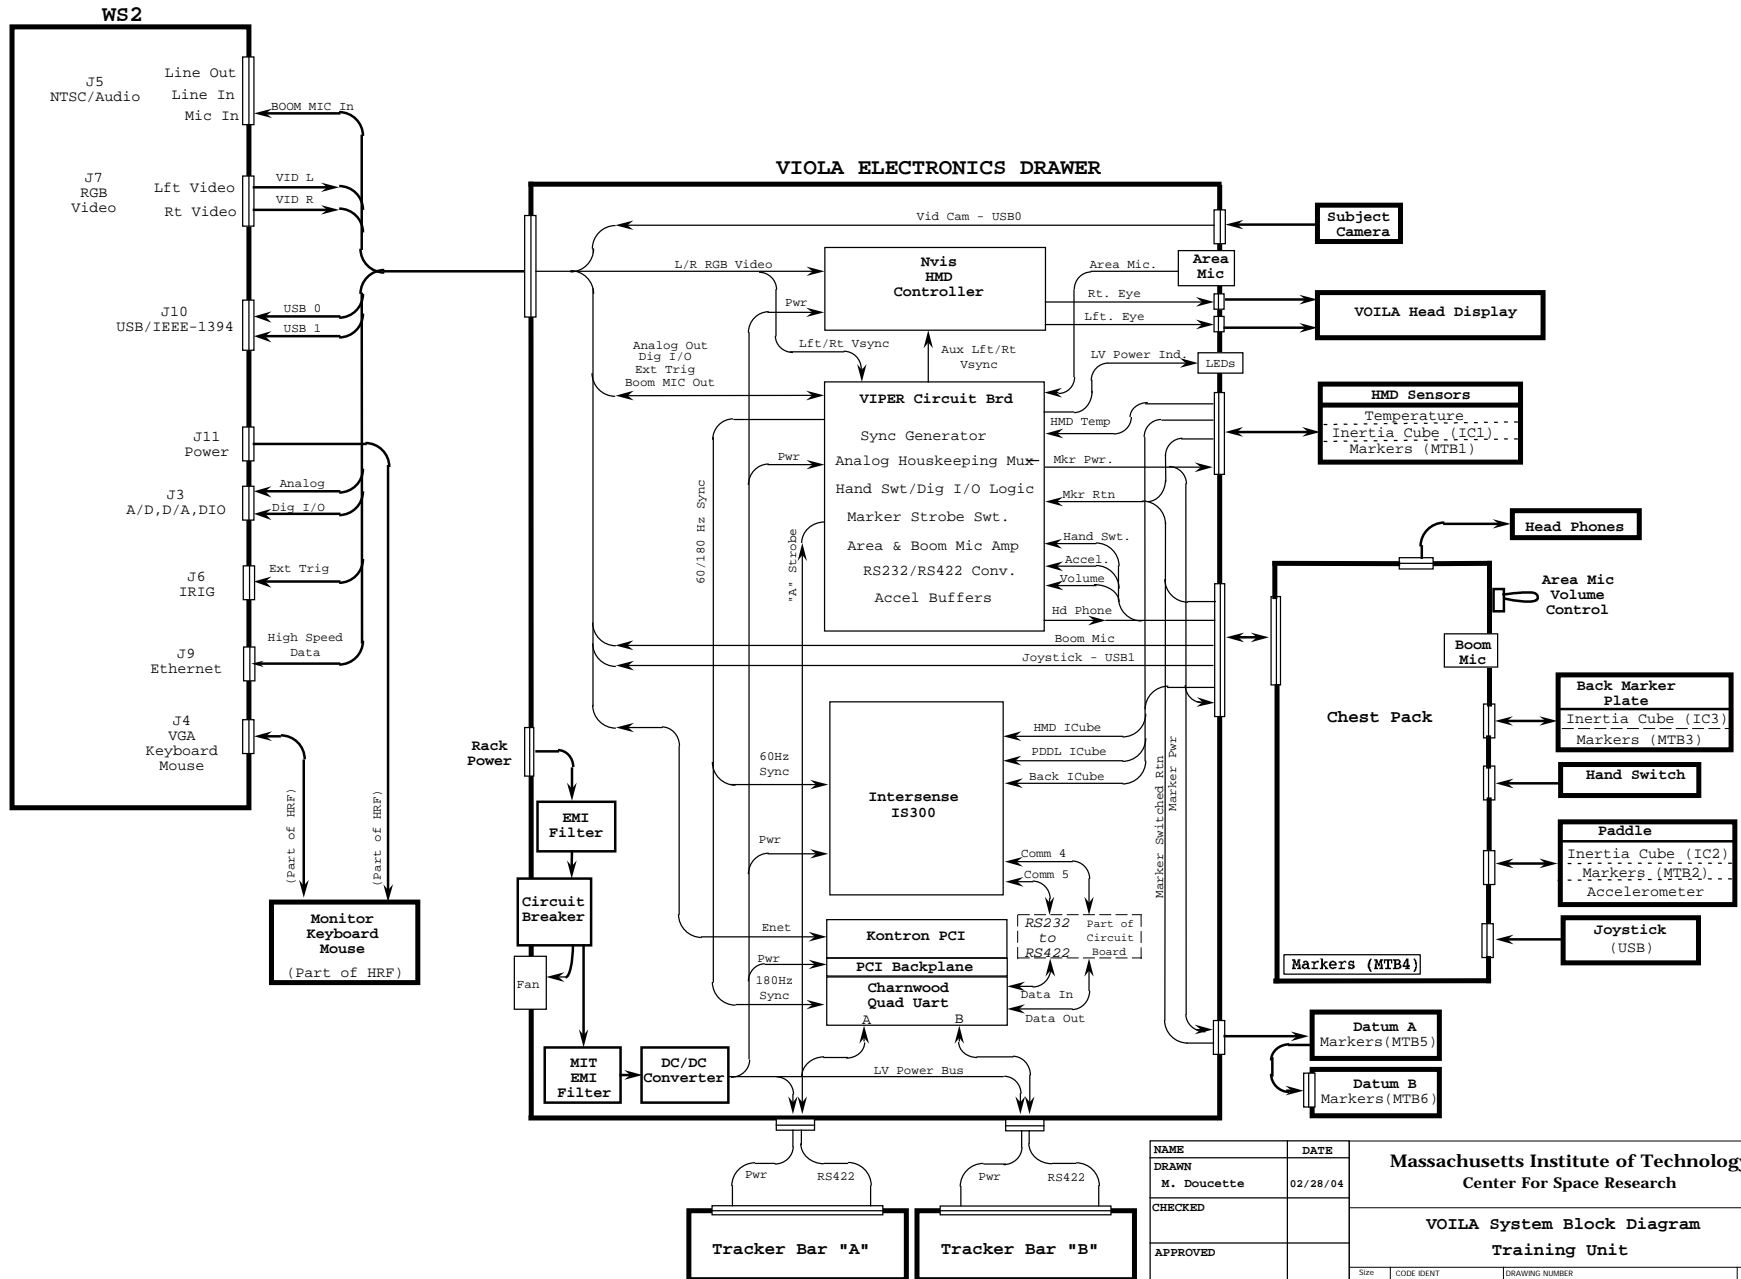 WS2
J5
NTSC/Audio
Line Out
Line In
Mic In
BOOM MIC In
J7
RGB
Video
Lft Video
Rt Video
VID L
VID R
J10
USB/IEEE-1394
USB 0
USB 1
J11
Power
J3
A/D,D/A,DIO
Analog
Dig I/O
J6
IRIG
Ext Trig
J9
Ethernet
High Speed
Data
J4
VGA
Keyboard
Mouse
(Part of HRF)
(Part of HRF)
Monitor
Keyboard
Mouse
(Part of HRF)
VIOLA ELECTRONICS DRAWER
Vid Cam - USB0
L/R RGB Video
Nvis
HMD
Controller
Pwr
Area Mic.
Rt. Eye
Lft. Eye
Area
Mic
Subject
Camera
VOILA Head Display
Lft/Rt Vsync
Aux Lft/Rt
Vsync
LV Power Ind.
LEDs
Analog Out
Dig I/O
Ext Trig
Boom MIC Out
VIPER Circuit Brd
Sync Generator
Analog Houskeeping Mux
Hand Swt/Dig I/O Logic
Marker Strobe Swt.
Area & Boom Mic Amp
RS232/RS422 Conv.
Accel Buffers
Pwr
60/180 Hz Sync
"A" Strobe
HMD Temp
Mkr Pwr.
Mkr Rtn
Hand Swt.
Accel.
Volume
Hd Phone
Boom Mic
Joystick - USB1
HMD Sensors
Temperature
Inertia Cube (IC1)
Markers (MTB1)
Head Phones
Area Mic
Volume
Control
Boom
Mic
Chest Pack
Back Marker
Plate
Inertia Cube (IC3)
Markers (MTB3)
Hand Switch
Paddle
Inertia Cube (IC2)
Markers (MTB2)
Accelerometer
Joystick
(USB)
Markers (MTB4)
Rack
Power
EMI
Filter
Circuit
Breaker
Fan
MIT
EMI
Filter
DC/DC
Converter
60Hz
Sync
Pwr
Intersense
IS300
HMD ICube
PDDL ICube
Back ICube
Marker Switched Rtn
Marker Pwr
Comm 4
Comm 5
RS232
to
RS422
Part of
Circuit
Board
Enet
Pwr
180Hz
Sync
Kontron PCI
PCI Backplane
Charnwood
Quad Uart
A
B
Data In
Data Out
LV Power Bus
Datum A
Markers(MTB5)
Datum B
Markers(MTB6)
Pwr
RS422
Pwr
RS422
Tracker Bar "A"
Tracker Bar "B"
NAME
DATE
DRAWN
M. Doucette
02/28/04
CHECKED
APPROVED
Massachusetts Institute of Technology
Center For Space Research
VOILA System Block Diagram
Training Unit
Size
CODE IDENT
DRAWING NUMBER